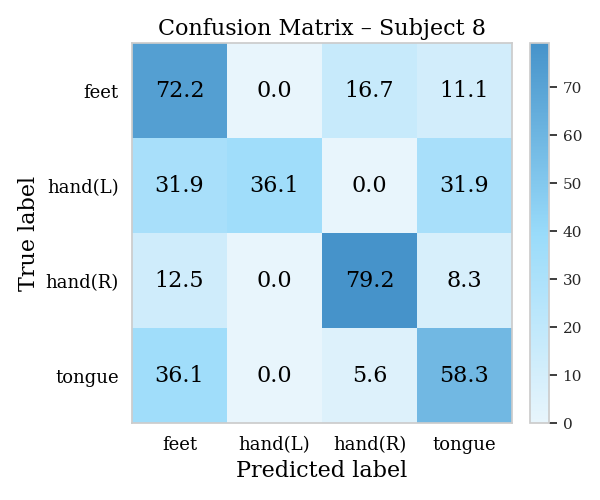 Confusion Matrix – Subject 8
True label
feet 72.2 0.0 16.7 11.1
hand(L) 31.9 36.1 0.0 31.9
hand(R) 12.5 0.0 79.2 8.3
tongue 36.1 0.0 5.6 58.3
feet hand(L) hand(R) tongue
Predicted label
70
60
50
40
30
20
10
0